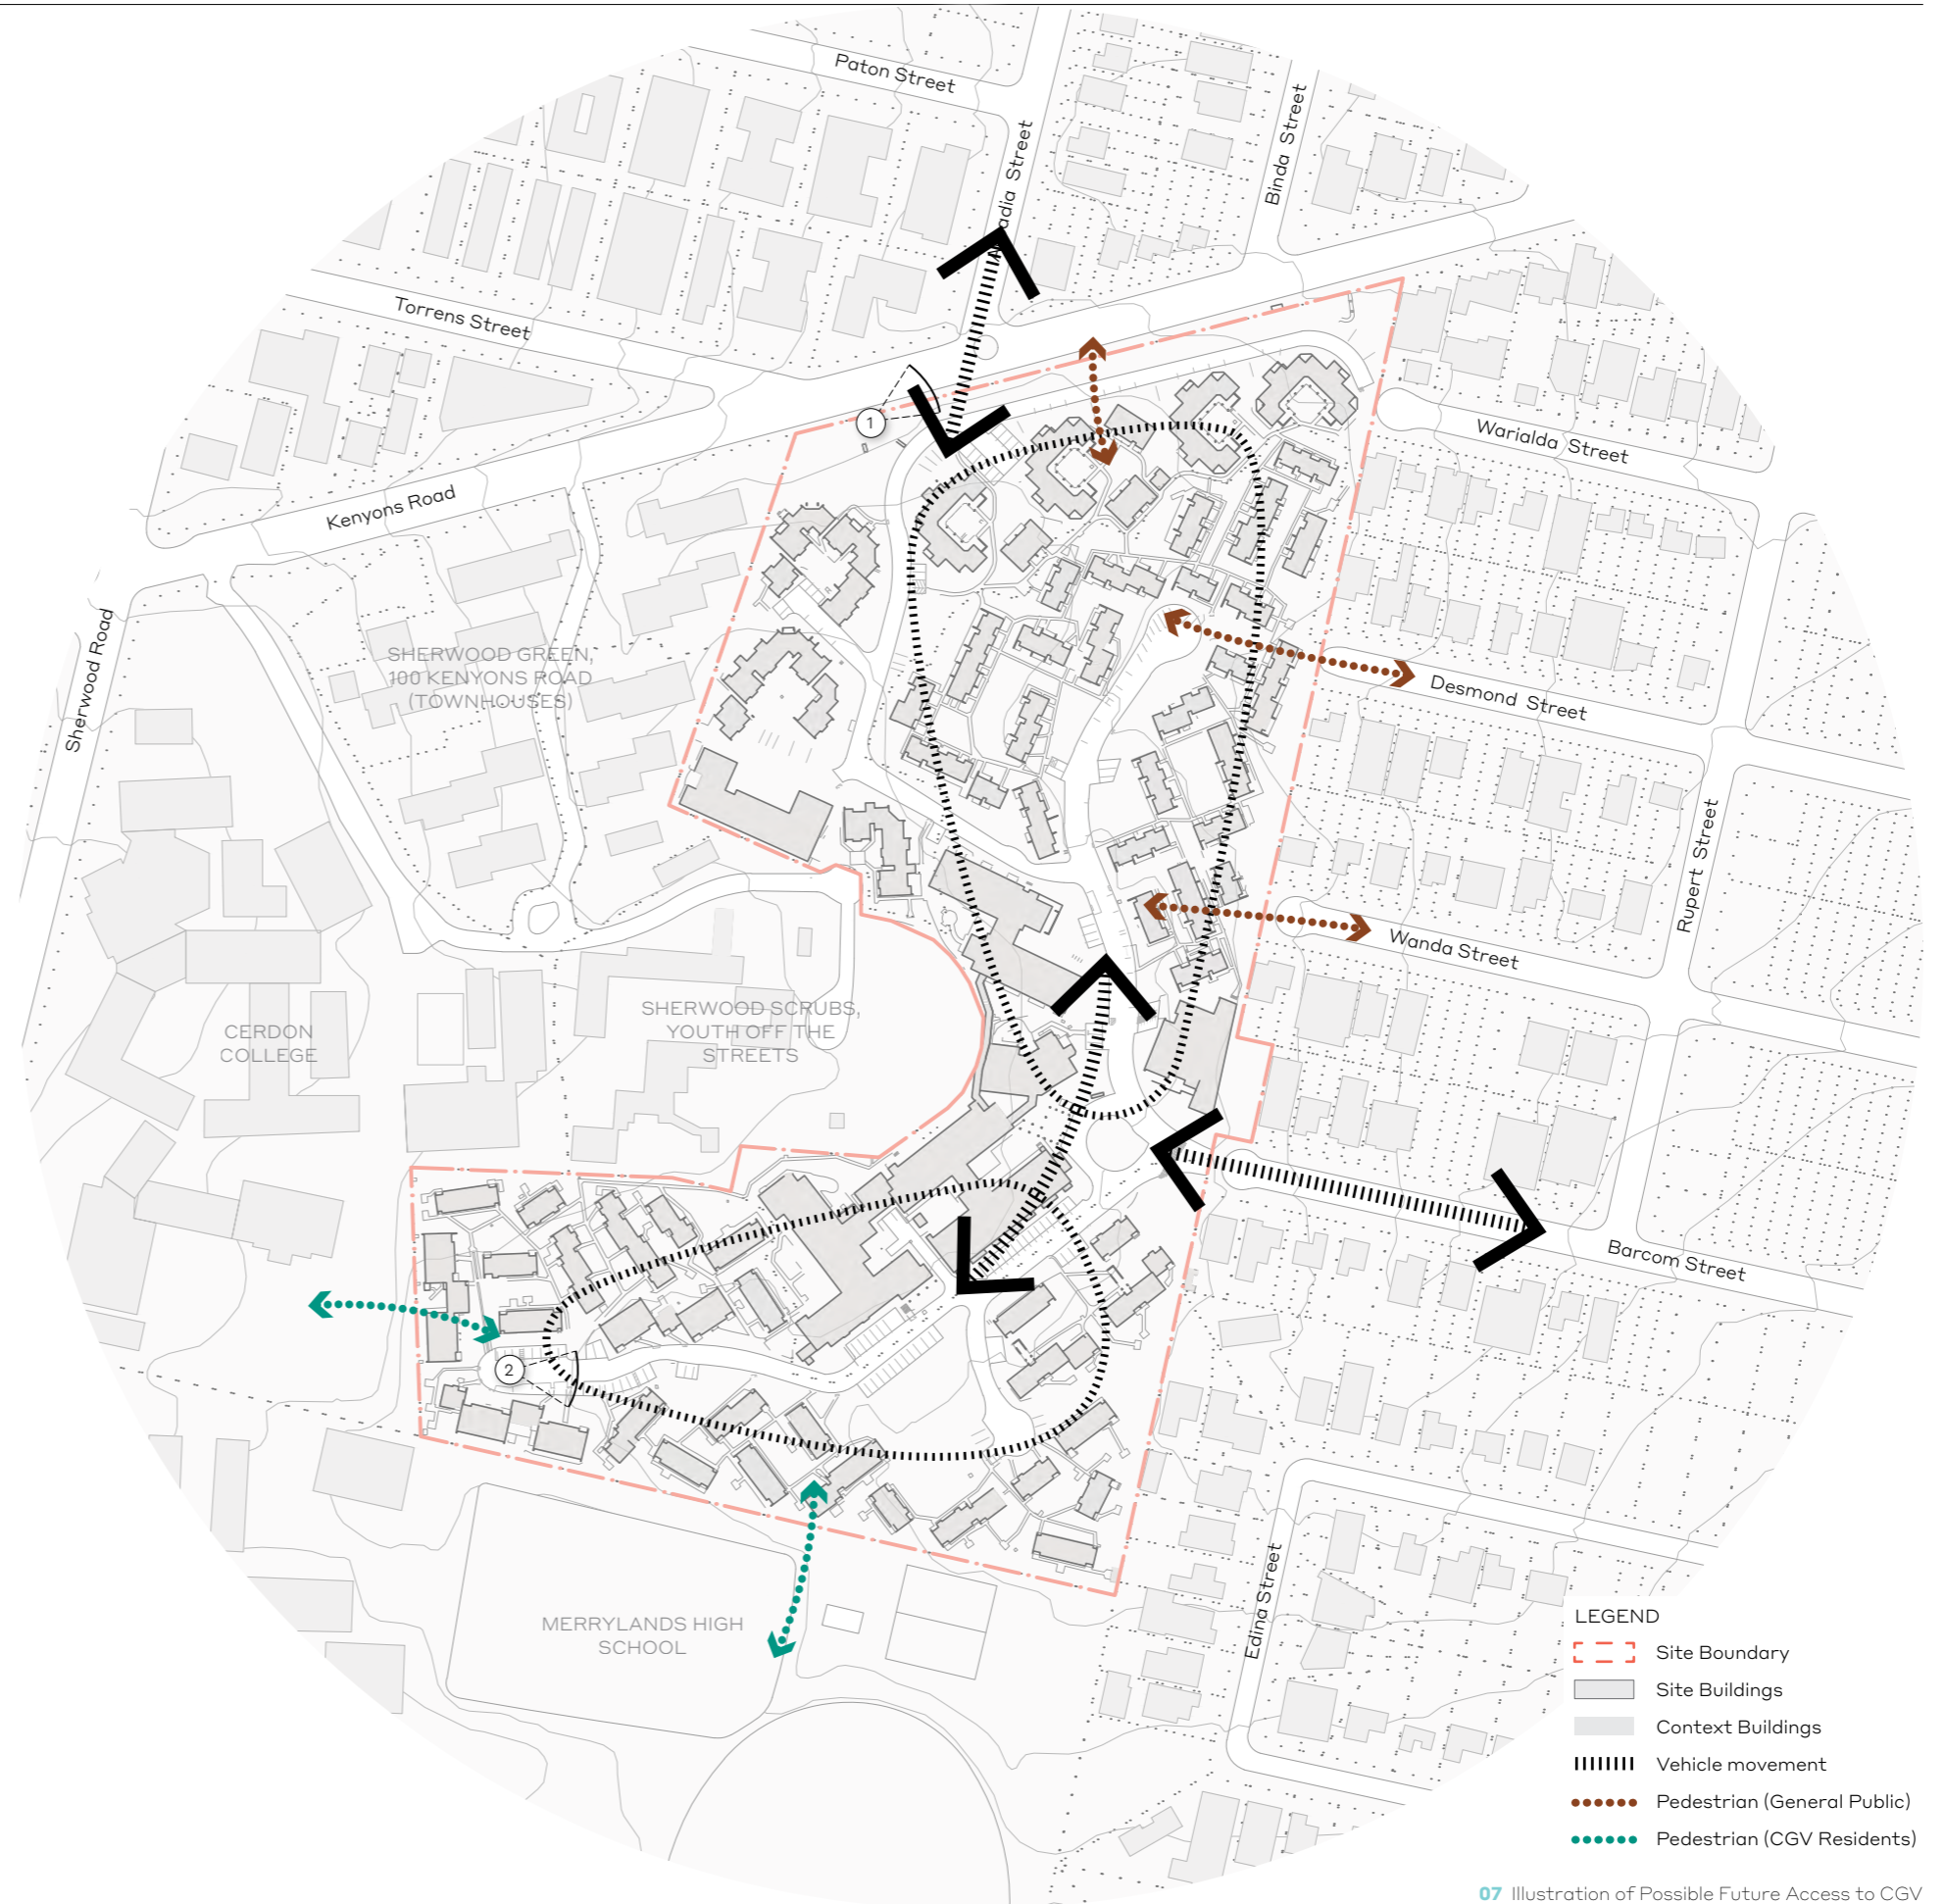 Paton Street
Binda Street
adia Street
Torrens Street
1
Warialda Street
Kenyons Road
Sherwood Road
SHERWOOD GREEN,
100 KENYONS ROAD
(TOWNHOUSES)
Desmond Street
Rupert Street
Wanda Street
SHERWOOD SCRUBS,
YOUTH OFF THE
STREETS
CERDON
COLLEGE
Barcom Street
2
Edina Street
MERRYLANDS HIGH
SCHOOL
LEGEND
Site Boundary
Site Buildings
Context Buildings
Vehicle movement
Pedestrian (General Public)
Pedestrian (CGV Residents)
07 Illustration of Possible Future Access to CGV